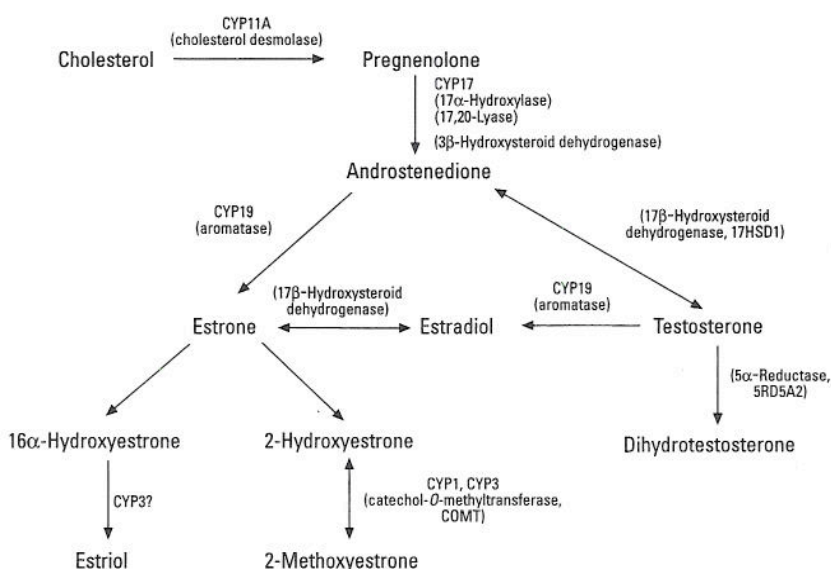 CYP11A
(cholesterol desmolase)
Cholesterol
Pregnenolone
CYP17
(17α-Hydroxylase)
(17,20-Lyase)
(3β-Hydroxysteroid dehydrogenase)
Androstenedione
CYP19
(aromatase)
(17β-Hydroxysteroid
dehydrogenase, 17HSD1)
(17β-Hydroxysteroid
dehydrogenase)
CYP19
(aromatase)
Estrone
Estradiol
Testosterone
(5α-Reductase,
5RD5A2)
16α-Hydroxyestrone
2-Hydroxyestrone
Dihydrotestosterone
CYP3?
CYP1, CYP3
(catechol-O-methyltransferase,
COMT)
Estriol
2-Methoxyestrone